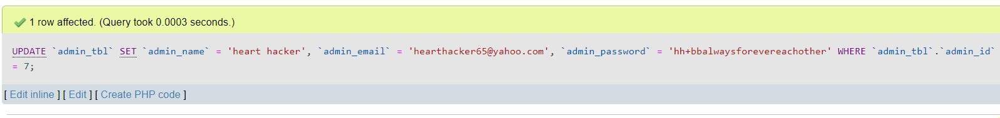 1 row affected. (Query took 0.0003 seconds.)
UPDATE `admin_tbl` SET `admin_name` = 'heart hacker', `admin_email` = 'hearthacker65@yahoo.com', `admin_password` = 'hh+bbalwaysforevereachother' WHERE `admin_tbl`.`admin_id`
= 7;
[ Edit inline ] [ Edit ] [ Create PHP code ]